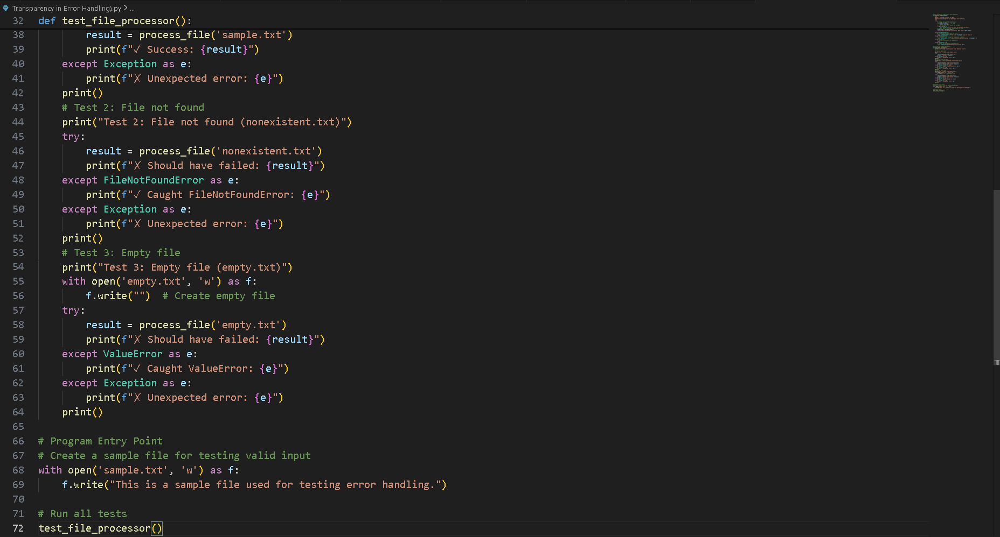 Transparency in Error Handling).py > ...
32 def test_file_processor():
38 result = process_file('sample.txt')
39 print(f"✓ Success: {result}")
40 except Exception as e:
41 print(f"✗ Unexpected error: {e}")
42 print()
43 # Test 2: File not found
44 print("Test 2: File not found (nonexistent.txt)")
45 try:
46 result = process_file('nonexistent.txt')
47 print(f"✗ Should have failed: {result}")
48 except FileNotFoundError as e:
49 print(f"✓ Caught FileNotFoundError: {e}")
50 except Exception as e:
51 print(f"✗ Unexpected error: {e}")
52 print()
53 # Test 3: Empty file
54 print("Test 3: Empty file (empty.txt)")
55 with open('empty.txt', 'w') as f:
56 f.write("")  # Create empty file
57 try:
58 result = process_file('empty.txt')
59 print(f"✗ Should have failed: {result}")
60 except ValueError as e:
61 print(f"✓ Caught ValueError: {e}")
62 except Exception as e:
63 print(f"✗ Unexpected error: {e}")
64 print()
65
66 # Program Entry Point
67 # Create a sample file for testing valid input
68 with open('sample.txt', 'w') as f:
69 f.write("This is a sample file used for testing error handling.")
70
71 # Run all tests
72 test_file_processor()